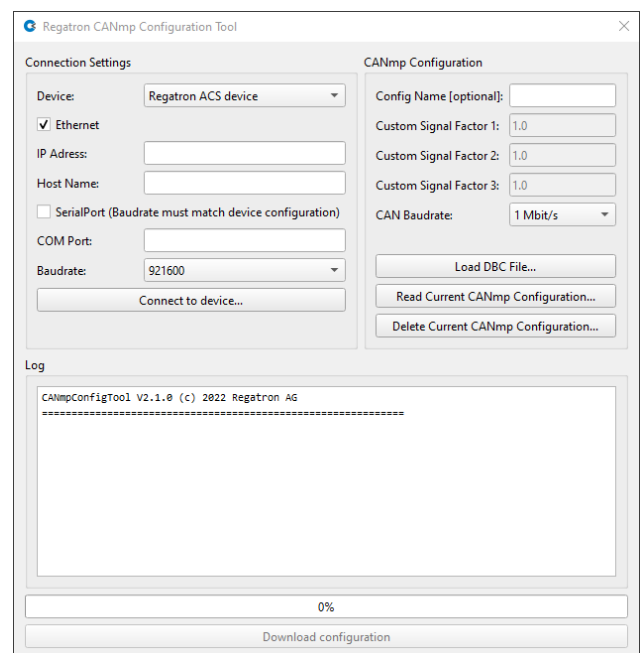 Regatron CANmp Configuration Tool
Connection Settings
Device: Regatron ACS device
Ethernet
IP Adress:
Host Name:
SerialPort (Baudrate must match device configuration)
COM Port:
Baudrate: 921600
Connect to device...
CANmp Configuration
Config Name [optional]:
Custom Signal Factor 1: 1.0
Custom Signal Factor 2: 1.0
Custom Signal Factor 3: 1.0
CAN Baudrate: 1 Mbit/s
Load DBC File...
Read Current CANmp Configuration...
Delete Current CANmp Configuration...
Log
CANmpConfigTool V2.1.0 (c) 2022 Regatron AG
=============================================================
0%
Download configuration